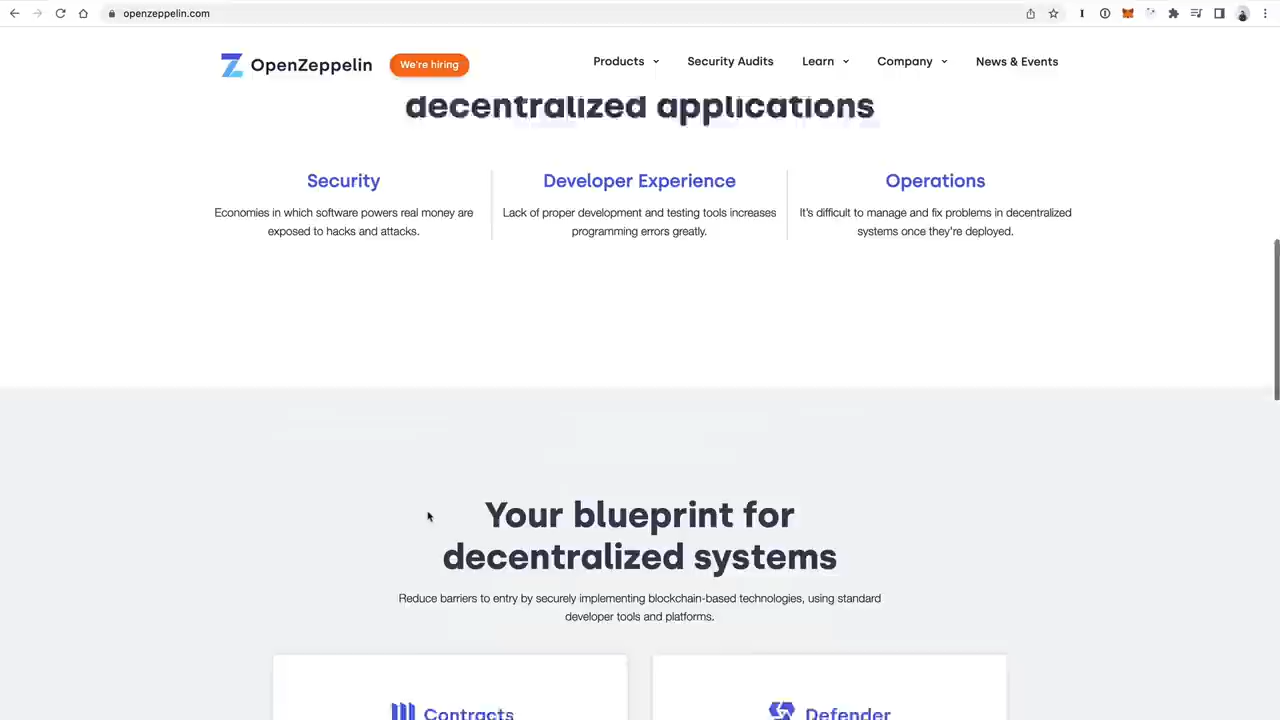 openzeppelin.com
OpenZeppelin
We're hiring
Products
Security Audits
Learn
Company
News & Events
decentralized applications
Security
Developer Experience
Operations
Economies in which software powers real money are
exposed to hacks and attacks.
Lack of proper development and testing tools increases
programming errors greatly.
It's difficult to manage and fix problems in decentralized
systems once they're deployed.
Your blueprint for
decentralized systems
Reduce barriers to entry by securely implementing blockchain-based technologies, using standard
developer tools and platforms.
Contracts
Defender